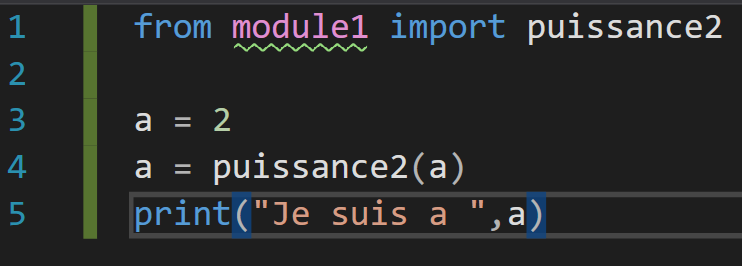 1 from module1 import puissance2
2
3 a = 2
4 a = puissance2(a)
5 print("Je suis a ",a)